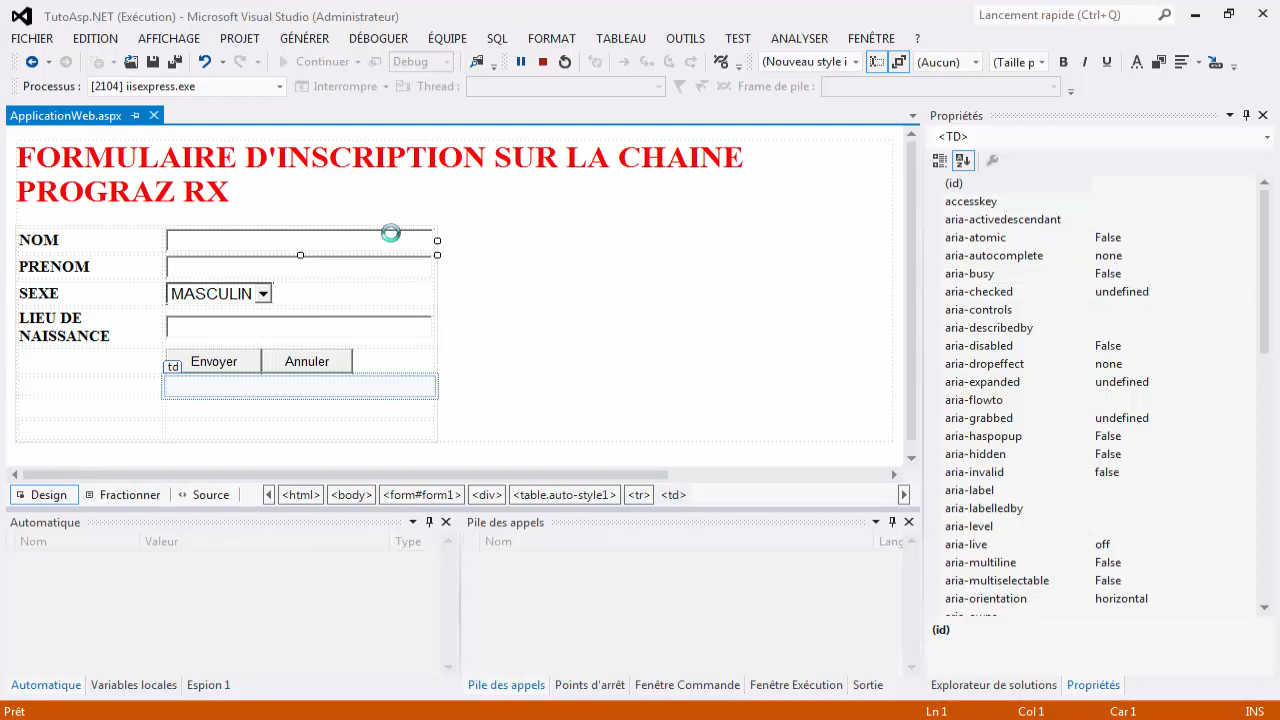 TutoAsp.NET (Exécution) - Microsoft Visual Studio (Administrateur)
Lancement rapide (Ctrl+Q)
FICHIER EDITION AFFICHAGE PROJET GÉNÉRER DÉBOGUER ÉQUIPE SQL FORMAT TABLEAU OUTILS TEST ANALYSER FENÊTRE ?
Continuer Debug (Nouveau style i (Aucun) (Taille p B I U A
Processus : [2104] iisexpress.exe Interrompre Thread : Frame de pile :
ApplicationWeb.aspx
FORMULAIRE D'INSCRIPTION SUR LA CHAINE
PROGRAZ RX
NOM
PRENOM
SEXE MASCULIN
LIEU DE
NAISSANCE
Envoyer Annuler
td
Design Fractionner Source <html> <body> <form#form1> <div> <table.auto-style1> <tr> <td>
Automatique
Nom Valeur Type
Automatique Variables locales Espion 1
Pile des appels
Nom Lang
Pile des appels Points d'arrêt Fenêtre Commande Fenêtre Exécution Sortie
Propriétés
<TD>
(id)
accesskey
aria-activedescendant
aria-atomic False
aria-autocomplete none
aria-busy False
aria-checked undefined
aria-controls
aria-describedby
aria-disabled False
aria-dropeffect none
aria-expanded undefined
aria-flowto
aria-grabbed undefined
aria-haspopup False
aria-hidden False
aria-invalid false
aria-label
aria-labelledby
aria-level
aria-live off
aria-multiline False
aria-multiselectable False
aria-orientation horizontal
(id)
Explorateur de solutions Propriétés
Prêt Ln 1 Col 1 Car 1 INS